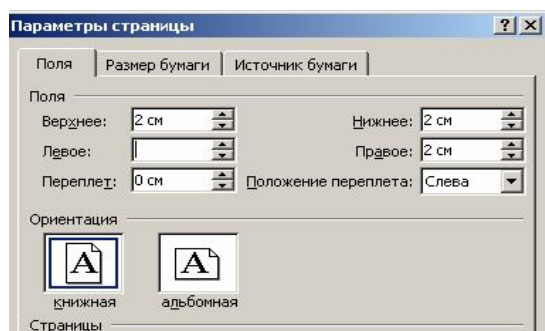 Параметры страницы
Поля Размер бумаги Источник бумаги
Поля
Верхнее: 2 см Нижнее: 2 см
Левое: Правое: 2 см
Переплет: 0 см Положение переплета: Слева
Ориентация
A A
книжная альбомная
Страницы